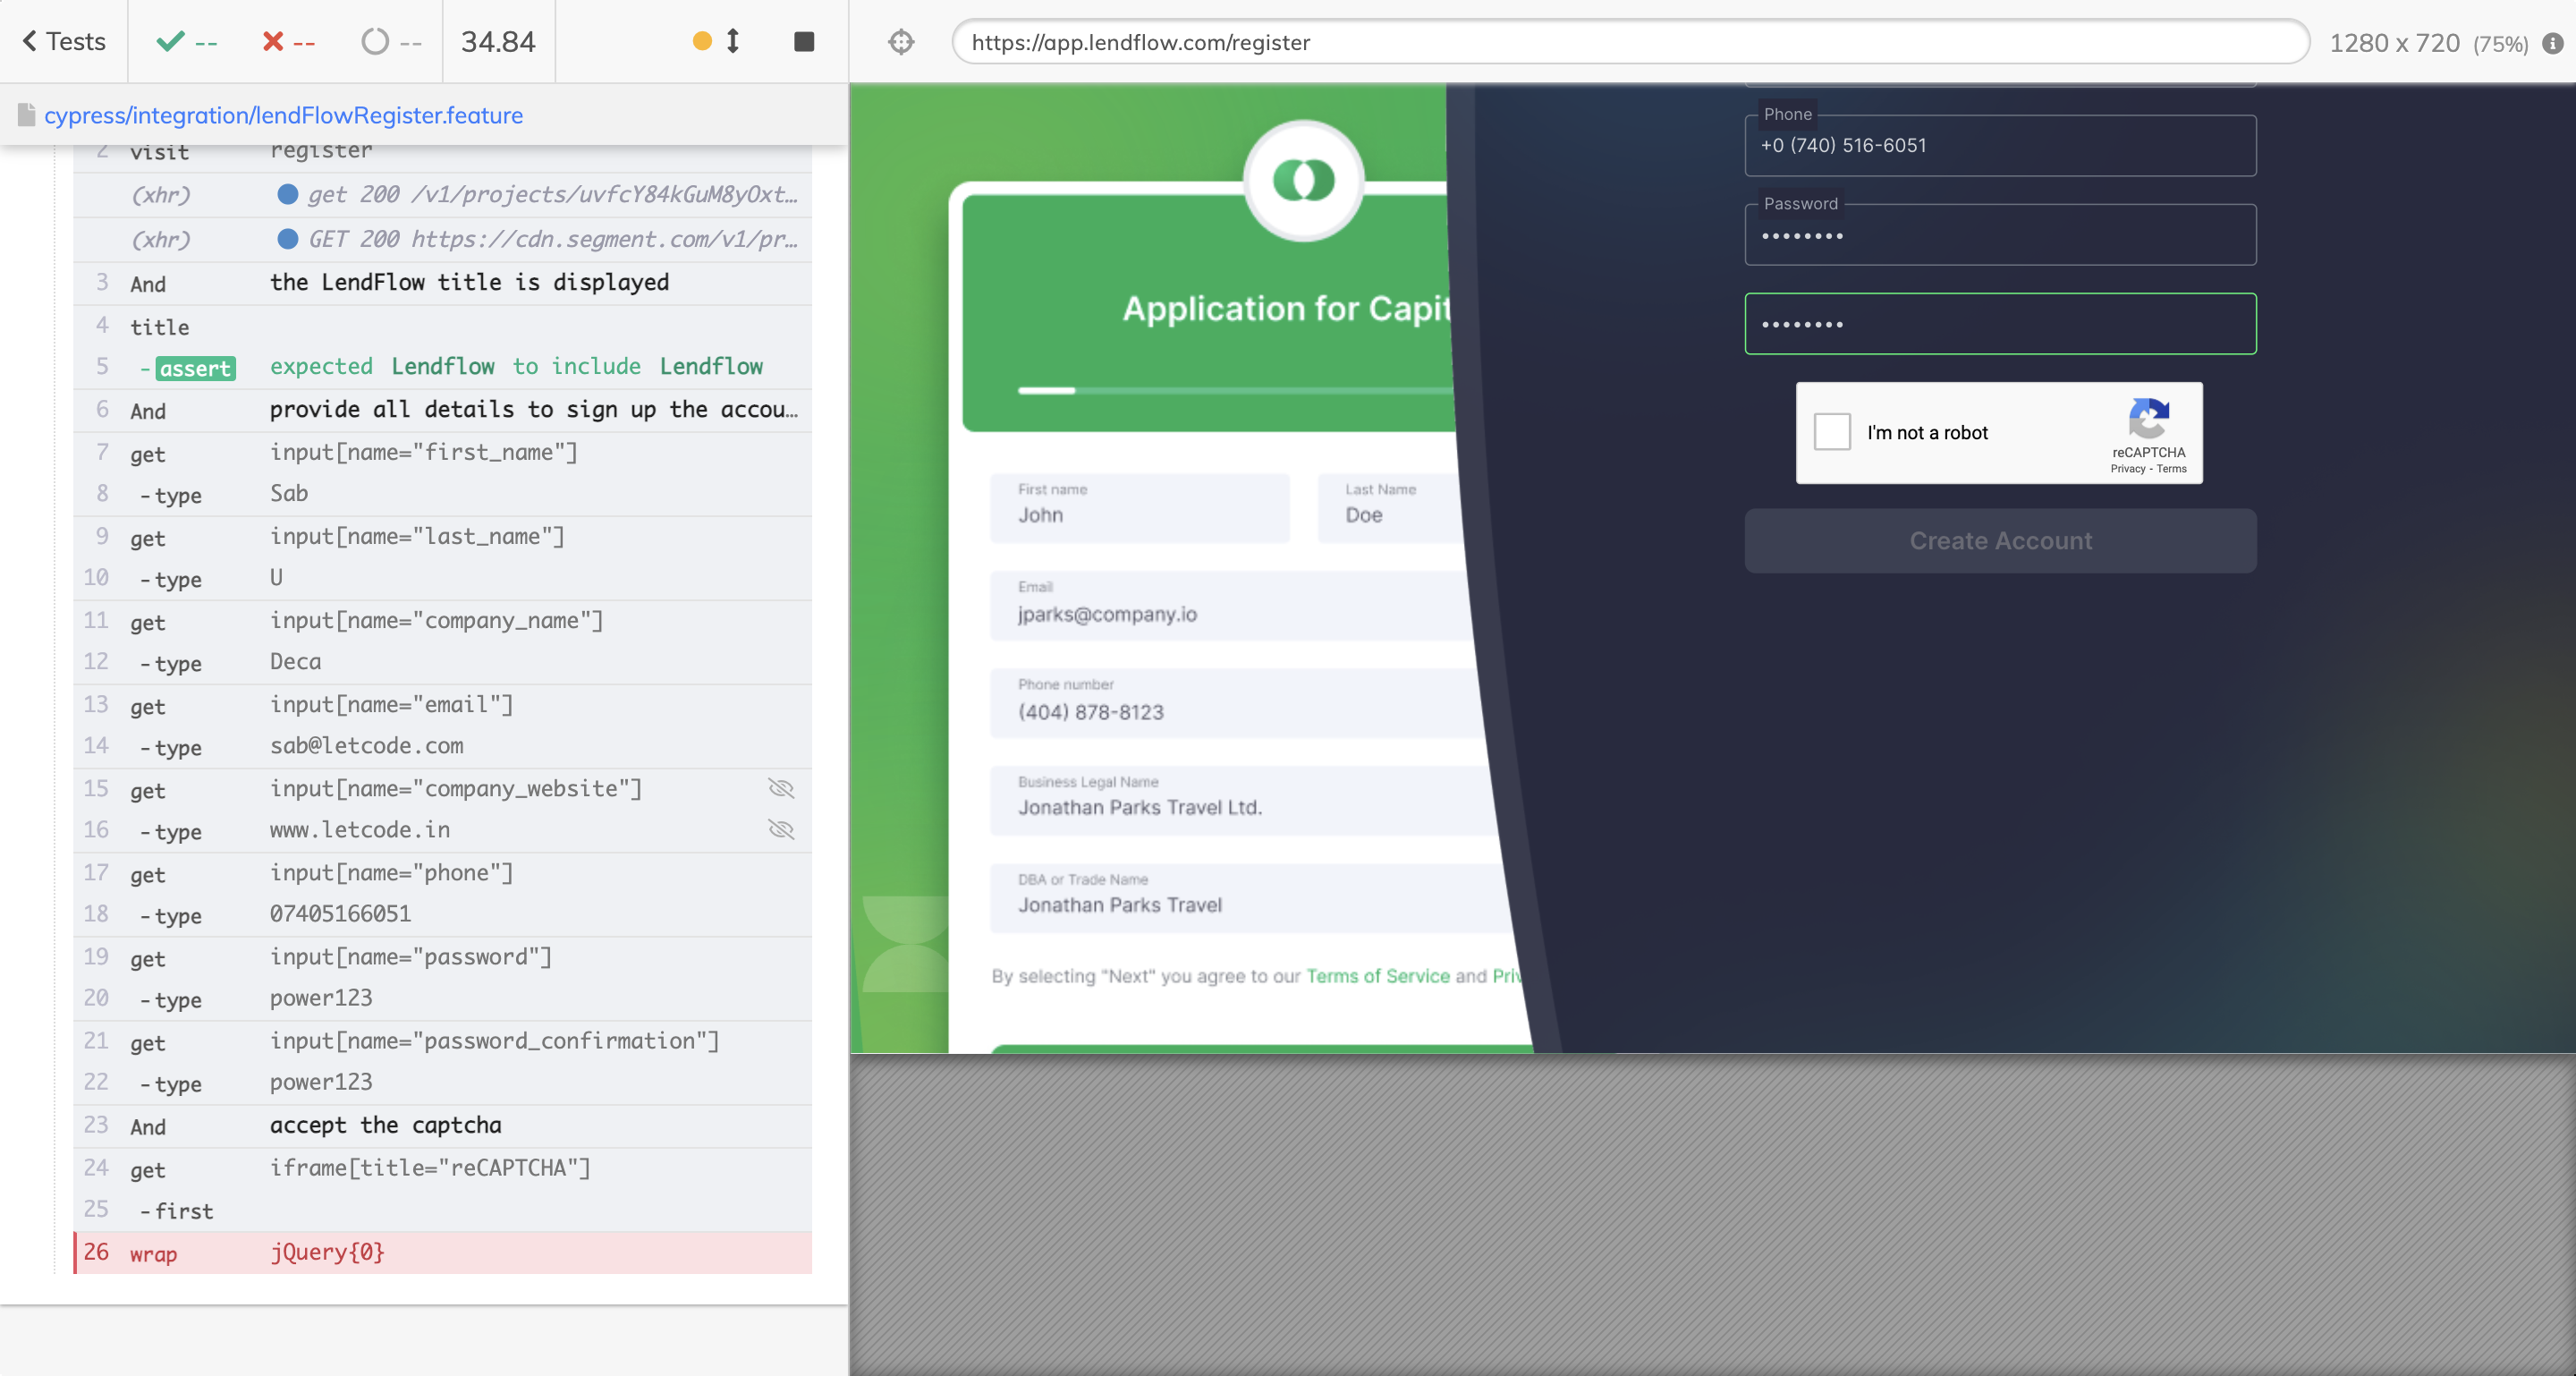 Tests
--
--
--
34.84
https://app.lendflow.com/register
1280 x 720 (75%)
cypress/integration/lendFlowRegister.feature
2 visit register
(xhr) get 200 /v1/projects/uvfcY84kGuM8yOxt…
(xhr) GET 200 https://cdn.segment.com/v1/pr…
3 And the LendFlow title is displayed
4 title
5 -assert expected Lendflow to include Lendflow
6 And provide all details to sign up the accou…
7 get input[name="first_name"]
8 -type Sab
9 get input[name="last_name"]
10 -type U
11 get input[name="company_name"]
12 -type Deca
13 get input[name="email"]
14 -type sab@letcode.com
15 get input[name="company_website"]
16 -type www.letcode.in
17 get input[name="phone"]
18 -type 07405166051
19 get input[name="password"]
20 -type power123
21 get input[name="password_confirmation"]
22 -type power123
23 And accept the captcha
24 get iframe[title="reCAPTCHA"]
25 -first
26 wrap jQuery{0}
Application for Capit
First name
John
Last Name
Doe
Email
jparks@company.io
Phone number
(404) 878-8123
Business Legal Name
Jonathan Parks Travel Ltd.
DBA or Trade Name
Jonathan Parks Travel
By selecting "Next" you agree to our Terms of Service and Priv
Phone
+0 (740) 516-6051
Password
••••••••
••••••••
I'm not a robot
reCAPTCHA
Privacy - Terms
Create Account